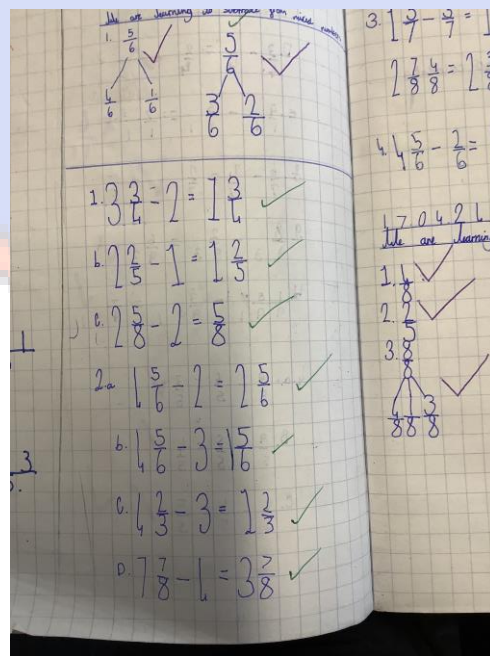 We are learning to subtract from mixed number.
1. 5/6
4/6 1/6
5/6
3/6 - 2/6
1. 3 3/4 - 2 = 1 3/4
b. 2 2/5 - 1 = 1 2/5
c. 2 5/8 - 2 = 5/8
2a 4 5/6 - 2 = 2 5/6
b. 4 5/6 - 3 = 1 5/6
c. 4 2/3 - 3 = 1 2/3
D. 7 7/8 - 4 = 3 7/8
3. 1 5/7 - 3/7 = 1
2 7/8 4/8 = 2
4. 4 5/6 - 2/6 =
17.04.24
We are learning
1. 1/8
2. 2/5
3. 8/8
4/8 1/8 3/8